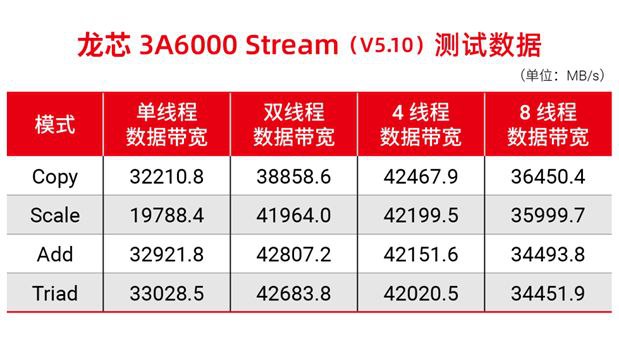 龙芯 3A6000 Stream（V5.10）测试数据
（单位：MB/s）
模式 单线程数据带宽 双线程数据带宽 4 线程数据带宽 8 线程数据带宽
Copy 32210.8 38858.6 42467.9 36450.4
Scale 19788.4 41964.0 42199.5 35999.7
Add 32921.8 42807.2 42151.6 34493.8
Triad 33028.5 42683.8 42020.5 34451.9